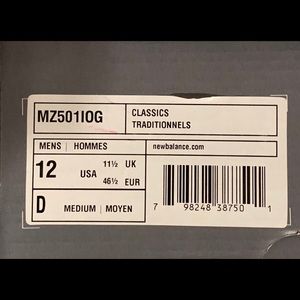 MZ501IOG
CLASSICS
TRADITIONNELS
MENS | HOMMES
newbalance.com
12 USA 11½ UK
46½ EUR
D MEDIUM | MOYEN
7 98248 38750 1